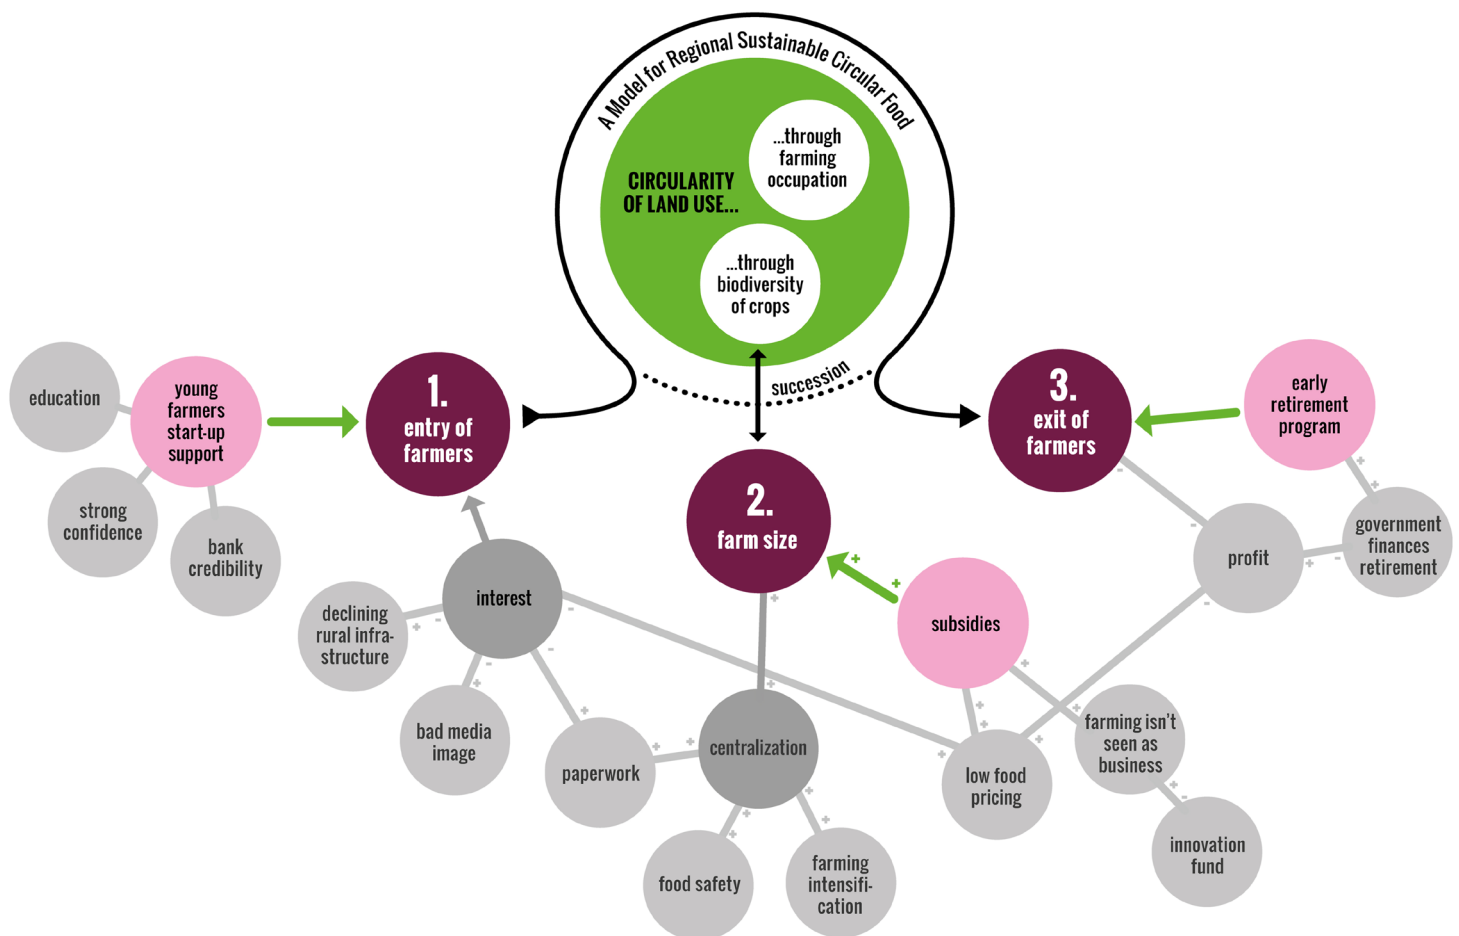 A Model for Regional Sustainable Circular Food
...through
farming
occupation
CIRCULARITY
OF LAND USE...
...through
biodiversity
of crops
succession
education
young
farmers
start-up
support
strong
confidence
bank
credibility
1.
entry of
farmers
2.
farm size
3.
exit of
farmers
early
retirement
program
government
finances
retirement
profit
interest
declining
rural infra-
structure
bad media
image
paperwork
centralization
food safety
farming
intensifi-
cation
subsidies
low food
pricing
farming isn't
seen as
business
innovation
fund